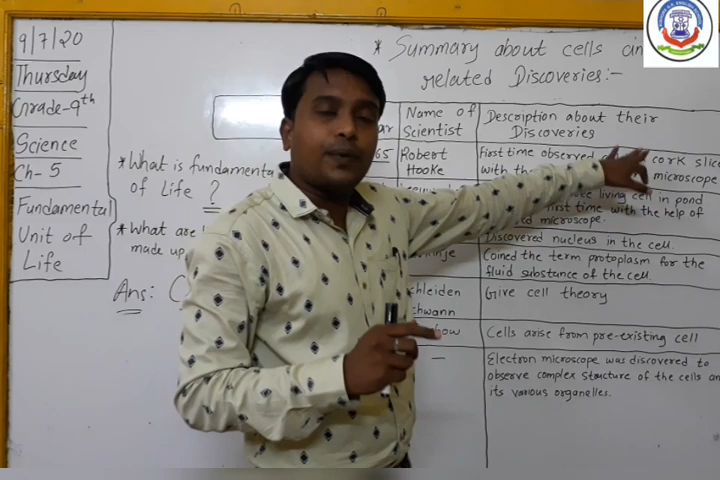 9/7/20
Thursday
Grade-9th
Science
Ch-5
Fundamental
Unit of
Life
* Summary about cells an
related Discoveries:-
* What is fundamenta
of Life ?
* What are
made up
Ans:
ar
Name of
Scientist
Description about their
Discoveries
65
Robert
Hooke
First time observed
cork slice
with
microscope
living cell in pond
first time with the help of
microscope.
Discovered nucleus in the cell.
Coined the term protoplasm for the
fluid substance of the cell.
chleiden
chwann
Give cell theory
how
Cells arise from pre-existing cell
—
Electron microscope was discovered to
observe complex structure of the cells an
its various organelles.